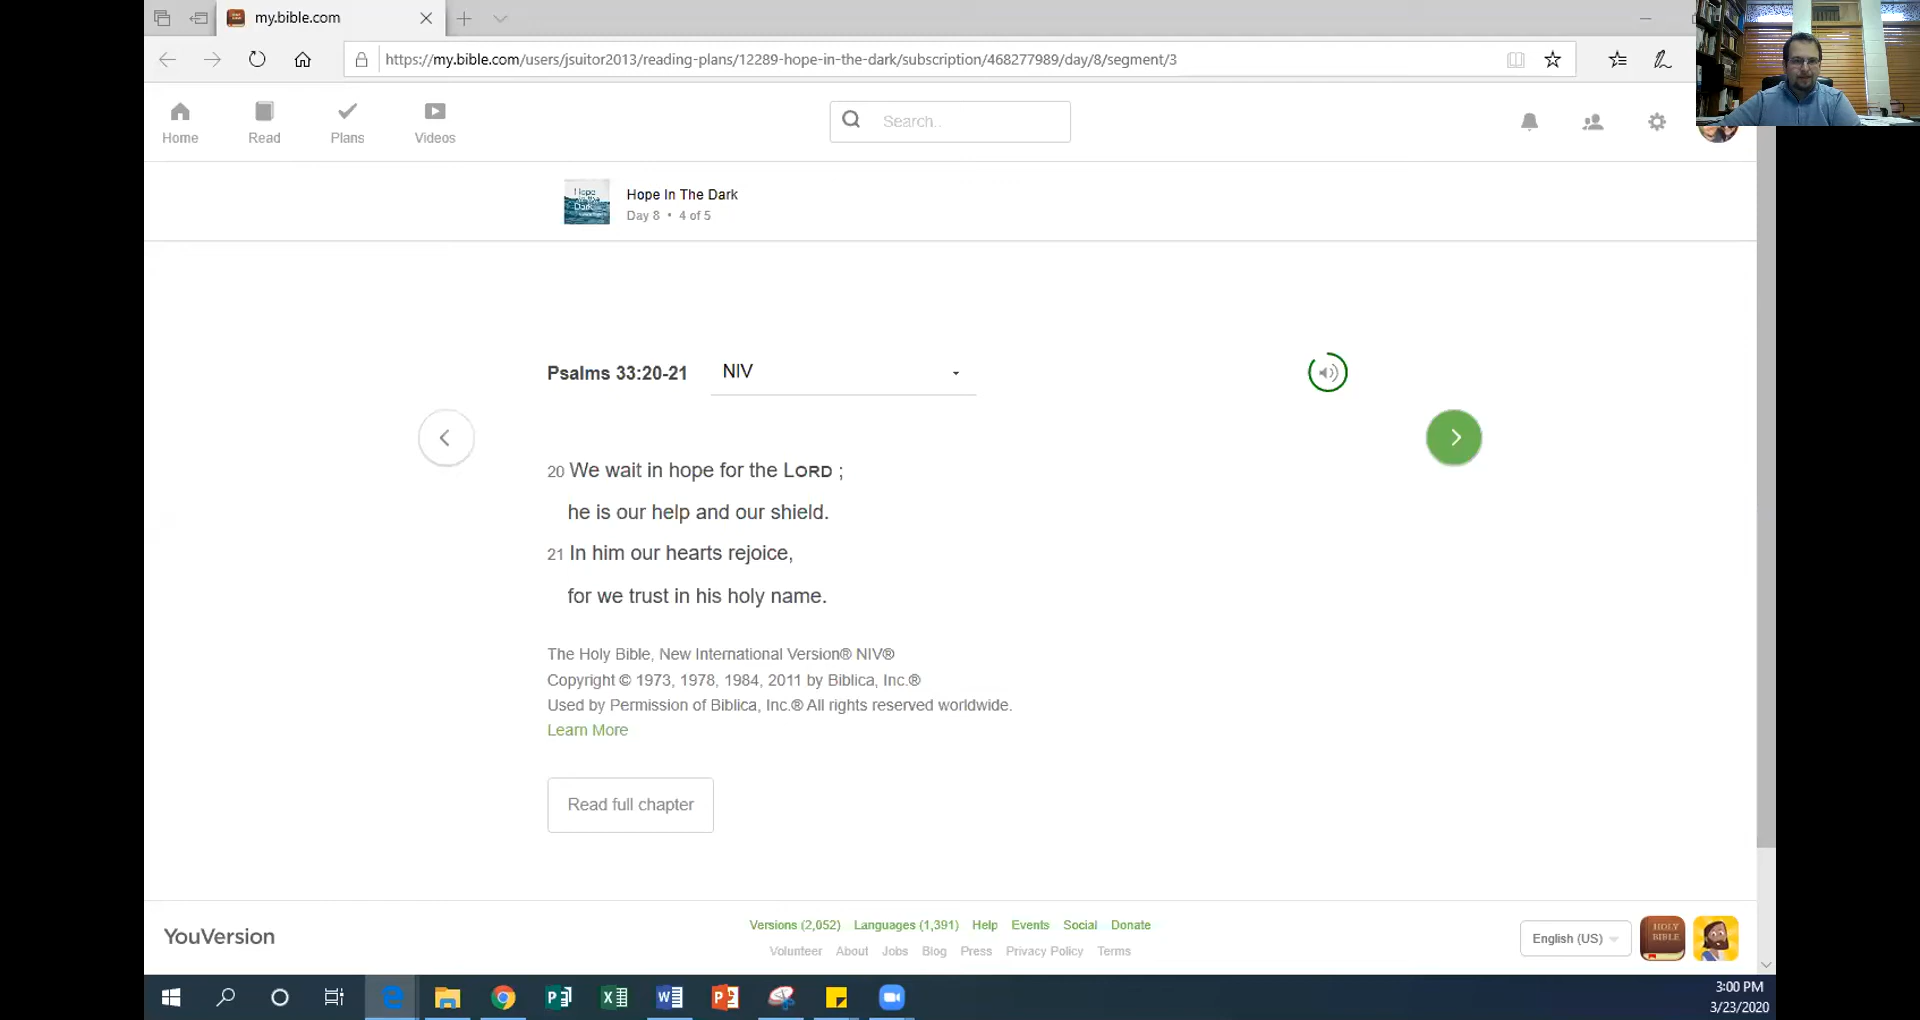 my.bible.com
https://my.bible.com/users/jsuitor2013/reading-plans/12289-hope-in-the-dark/subscription/468277989/day/8/segment/3
Home Read Plans Videos
Search..
Hope In The Dark
Day 8 • 4 of 5
Psalms 33:20-21 NIV
20 We wait in hope for the LORD ;
he is our help and our shield.
21 In him our hearts rejoice,
for we trust in his holy name.
The Holy Bible, New International Version® NIV®
Copyright © 1973, 1978, 1984, 2011 by Biblica, Inc.®
Used by Permission of Biblica, Inc.® All rights reserved worldwide.
Learn More
Read full chapter
YouVersion
Versions (2,052) Languages (1,391) Help Events Social Donate
Volunteer About Jobs Blog Press Privacy Policy Terms
English (US)
HOLY
BIBLE
3:00 PM
3/23/2020